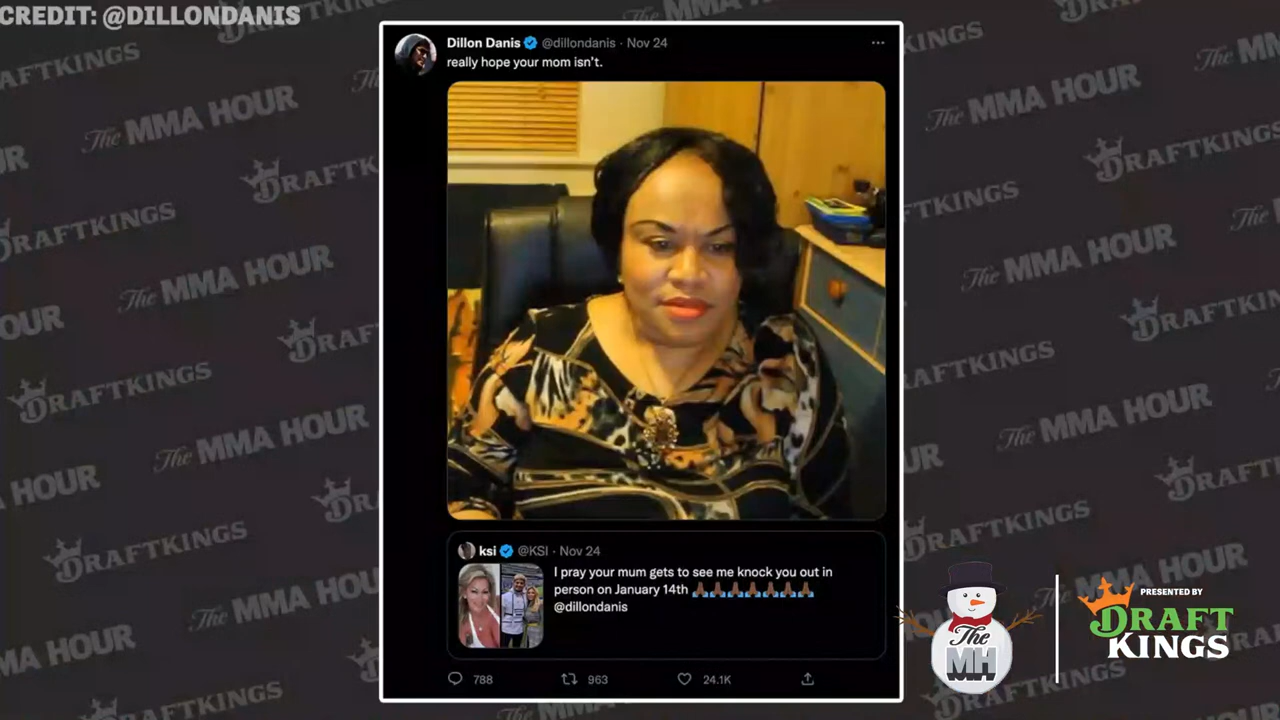 CREDIT: @DILLONDANIS
Dillon Danis @dillondanis · Nov 24
really hope your mom isn't.
ksi @KSI · Nov 24
I pray your mum gets to see me knock you out in
person on January 14th 🙏🏾🙏🏾🙏🏾🙏🏾🙏🏾🙏🏾🙏🏾
@dillondanis
788 963 24.1K
The
MH
PRESENTED BY
DRAFT
KINGS
The MMA HOUR
DRAFTKINGS